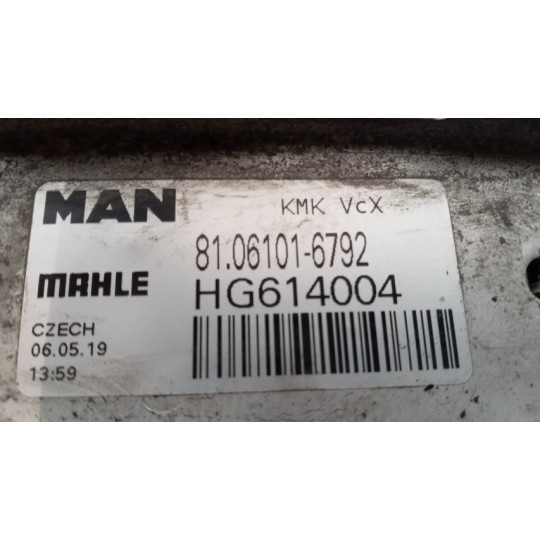 MAN
KMK VcX
81.06101-6792
MAHLE
HG614004
CZECH
06.05.19
13:59